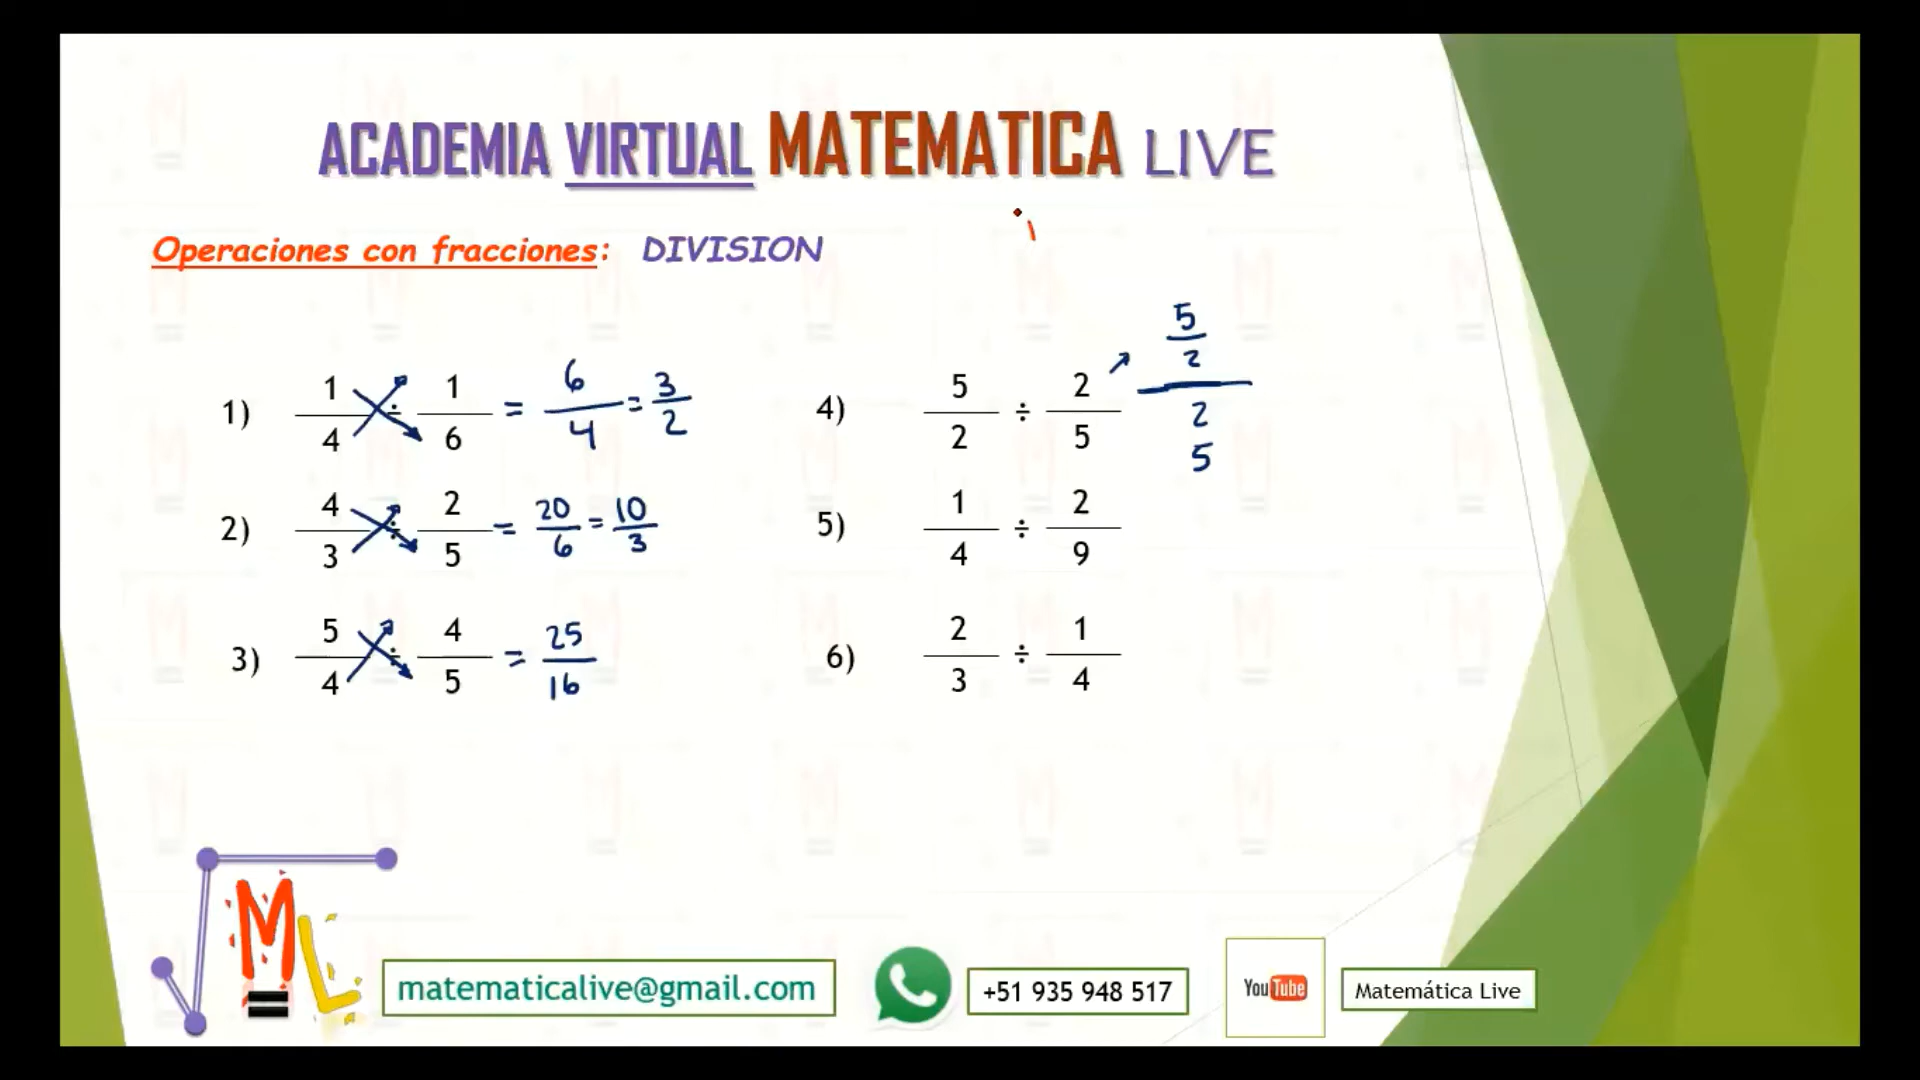 ACADEMIA VIRTUAL MATEMATICA LIVE
Operaciones con fracciones: DIVISION
1) 1/4 ÷ 1/6 = 6/4 = 3/2
2) 4/3 ÷ 2/5 = 20/6 = 10/3
3) 5/4 ÷ 4/5 = 25/16
4) 5/2 ÷ 2/5
5/2
2
5
5) 1/4 ÷ 2/9
6) 2/3 ÷ 1/4
ML
matematicalive@gmail.com
+51 935 948 517
YouTube
Matemática Live